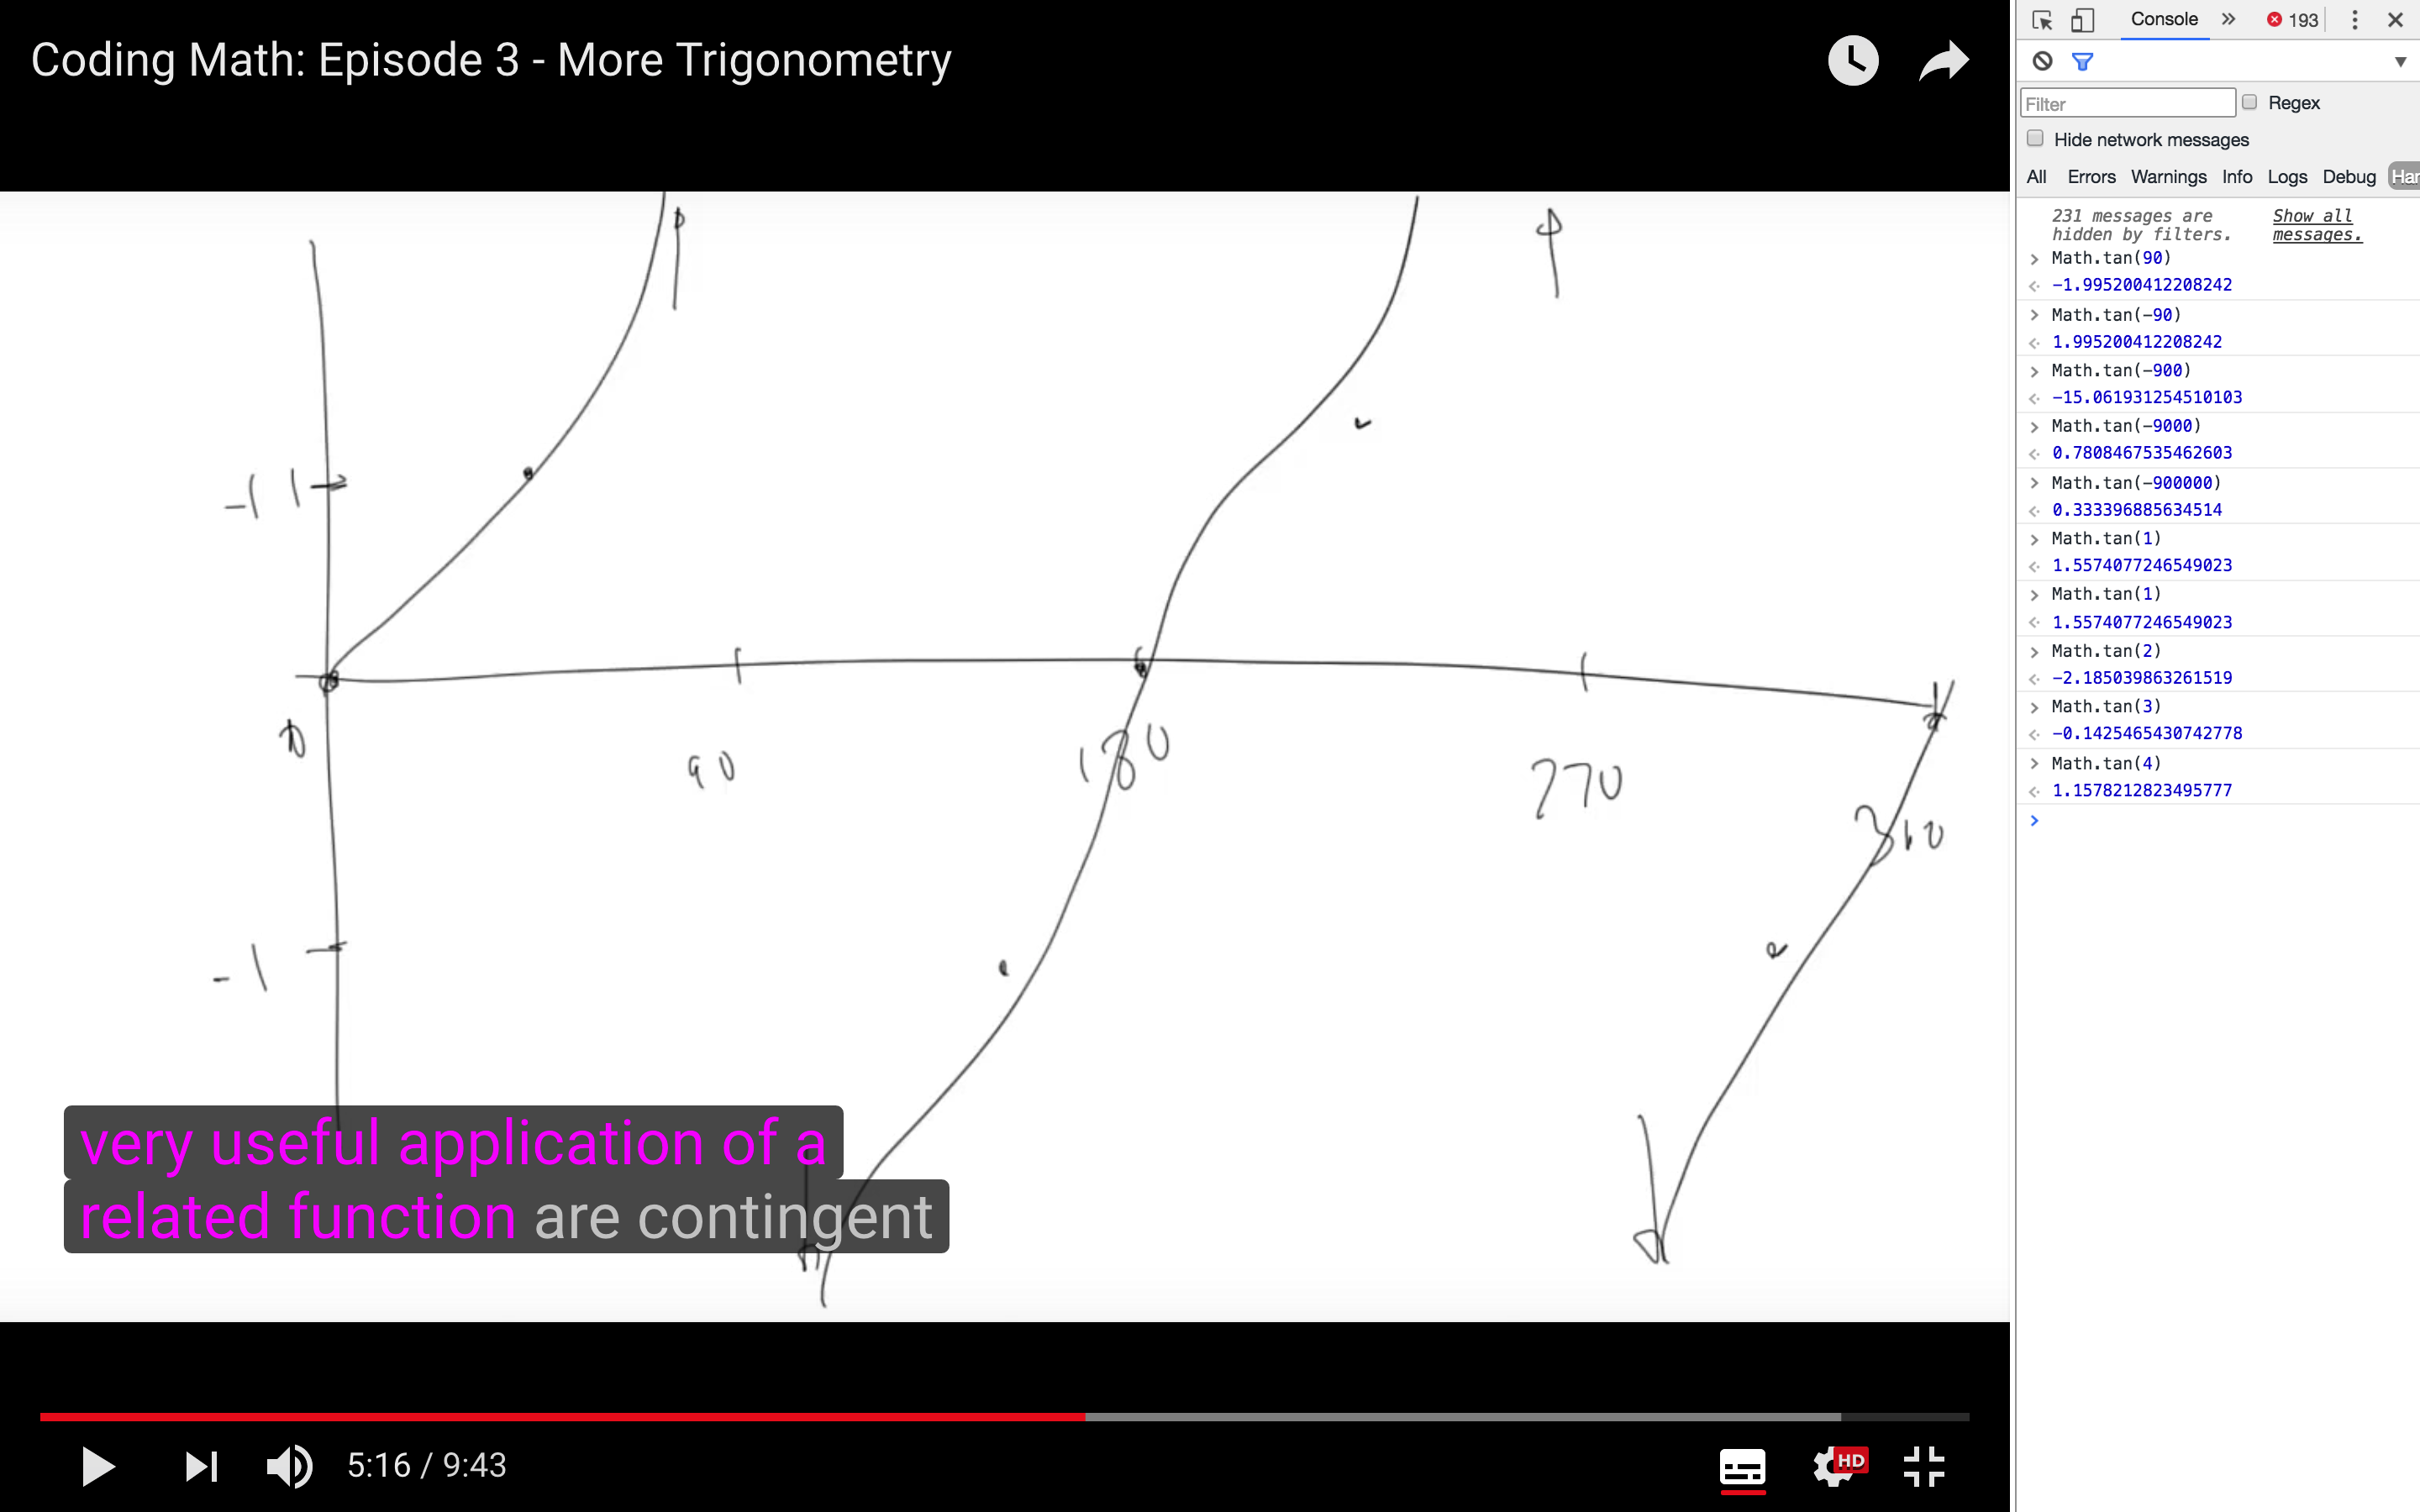 Coding Math: Episode 3 - More Trigonometry
-1 1
0
90
180
270
360
-1
very useful application of a
related function are contingent
5:16 / 9:43
HD
Console
193
Filter
Regex
Hide network messages
All Errors Warnings Info Logs Debug Han
231 messages are hidden by filters.
Show all messages.
> Math.tan(90)
-1.995200412208242
> Math.tan(-90)
1.995200412208242
> Math.tan(-900)
-15.061931254510103
> Math.tan(-9000)
0.7808467535462603
> Math.tan(-900000)
0.333396885634514
> Math.tan(1)
1.5574077246549023
> Math.tan(1)
1.5574077246549023
> Math.tan(2)
-2.185039863261519
> Math.tan(3)
-0.1425465430742778
> Math.tan(4)
1.1578212823495777
>